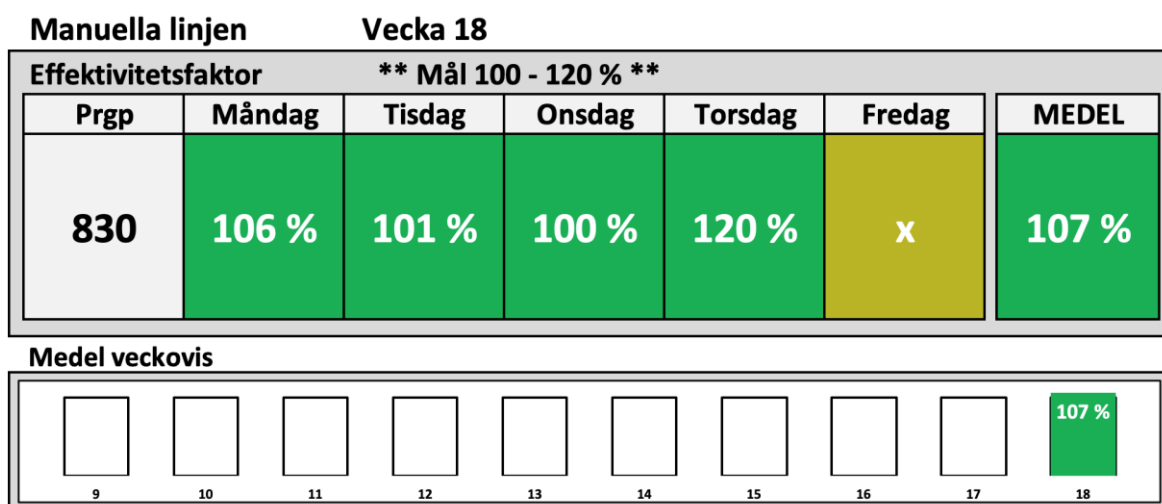 Manuella linjen Vecka 18
Effektivitetsfaktor ** Mål 100 - 120 % **
Prgp Måndag Tisdag Onsdag Torsdag Fredag MEDEL
830 106 % 101 % 100 % 120 % x 107 %
Medel veckovis
107 %
9 10 11 12 13 14 15 16 17 18